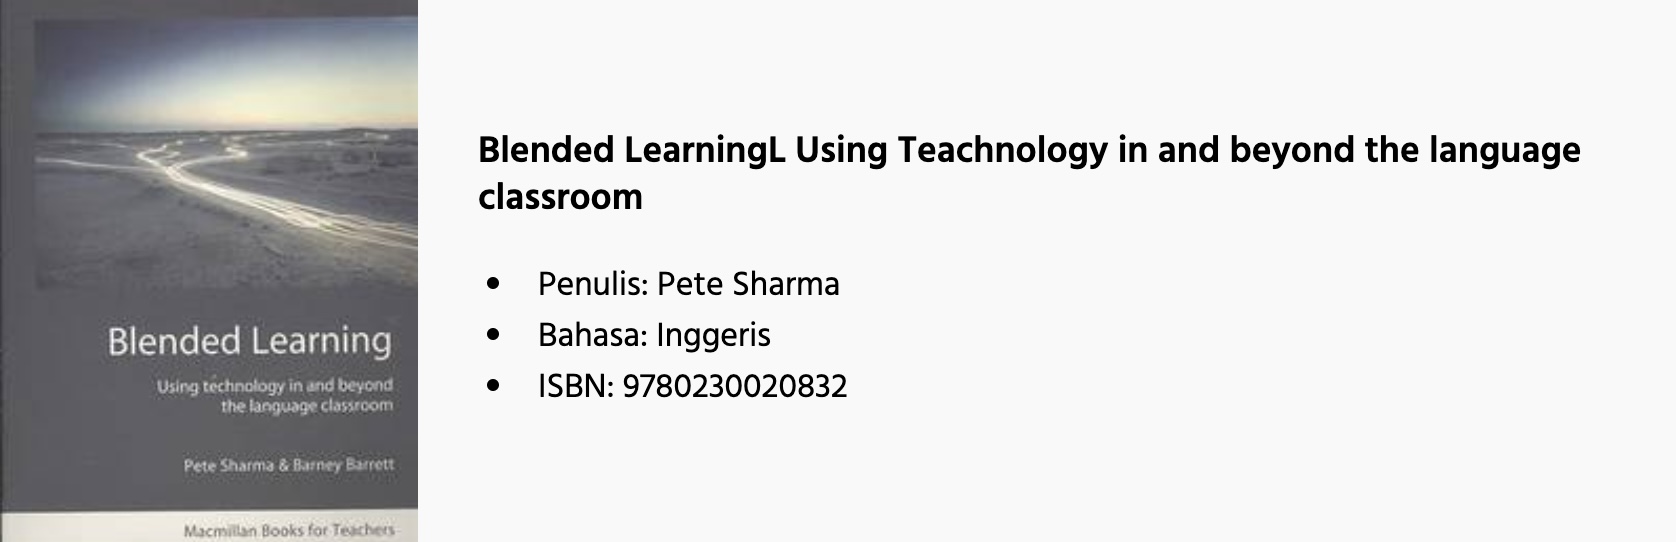 Blended Learning
Using technology in and beyond
the language classroom
Pete Sharma & Barney Barrett
Macmillan Books for Teachers
Blended LearningL Using Teachnology in and beyond the language
classroom
• Penulis: Pete Sharma
• Bahasa: Inggeris
• ISBN: 9780230020832